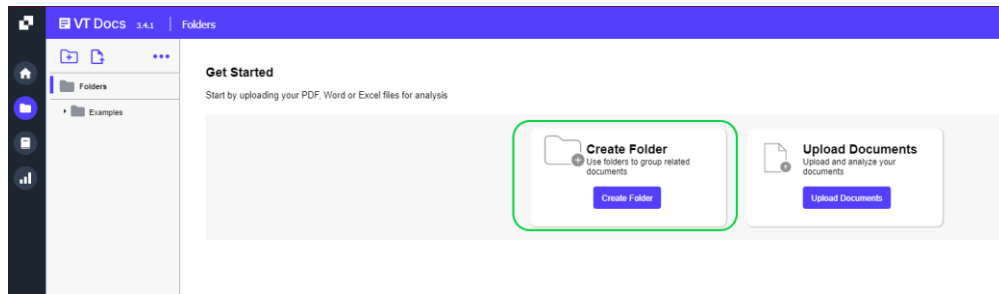 VT Docs 3.4.1 | Folders
Folders
Examples
Get Started
Start by uploading your PDF, Word or Excel files for analysis
Create Folder
Use folders to group related
documents
Create Folder
Upload Documents
Upload and analyze your
documents
Upload Documents